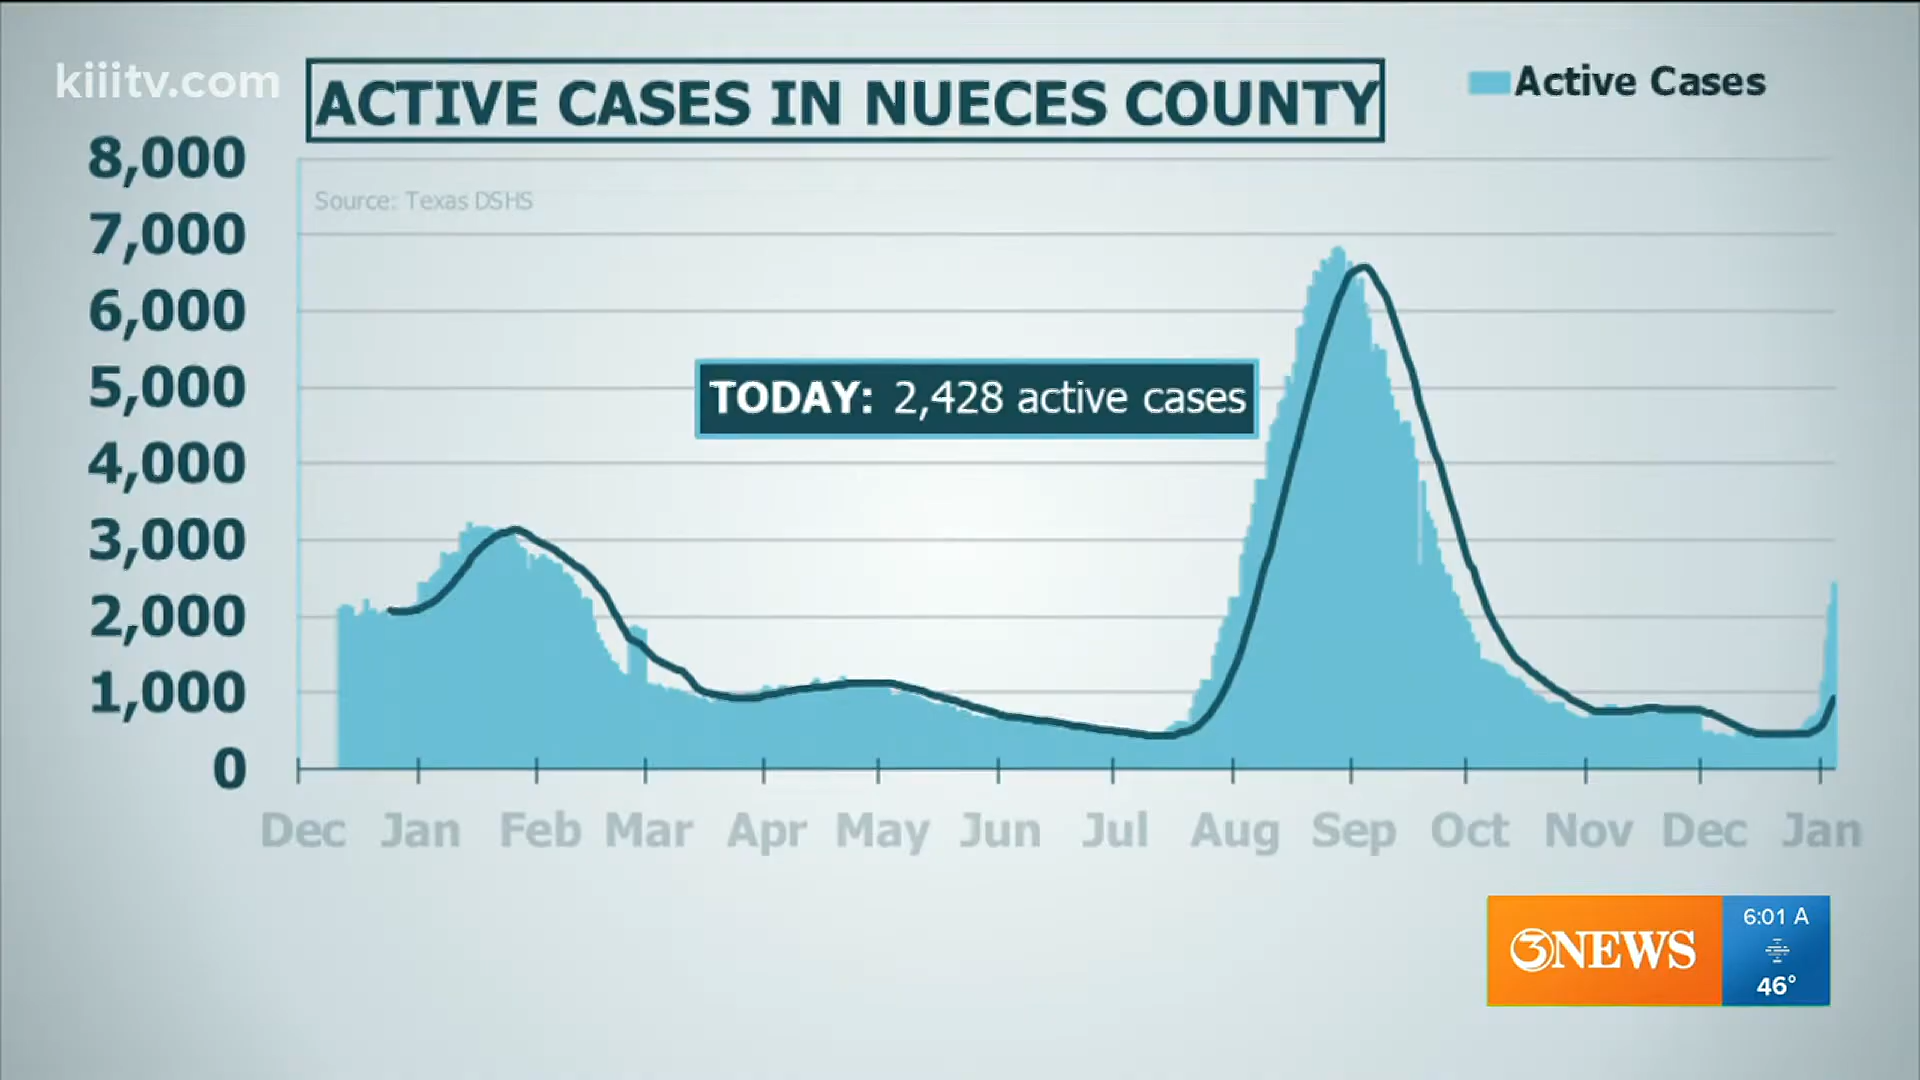 kiiitv.com
ACTIVE CASES IN NUECES COUNTY
Active Cases
8,000
Source: Texas DSHS
7,000
6,000
5,000
TODAY: 2,428 active cases
4,000
3,000
2,000
1,000
0
Dec Jan Feb Mar Apr May Jun Jul Aug Sep Oct Nov Dec Jan
3NEWS
6:01 A
46°